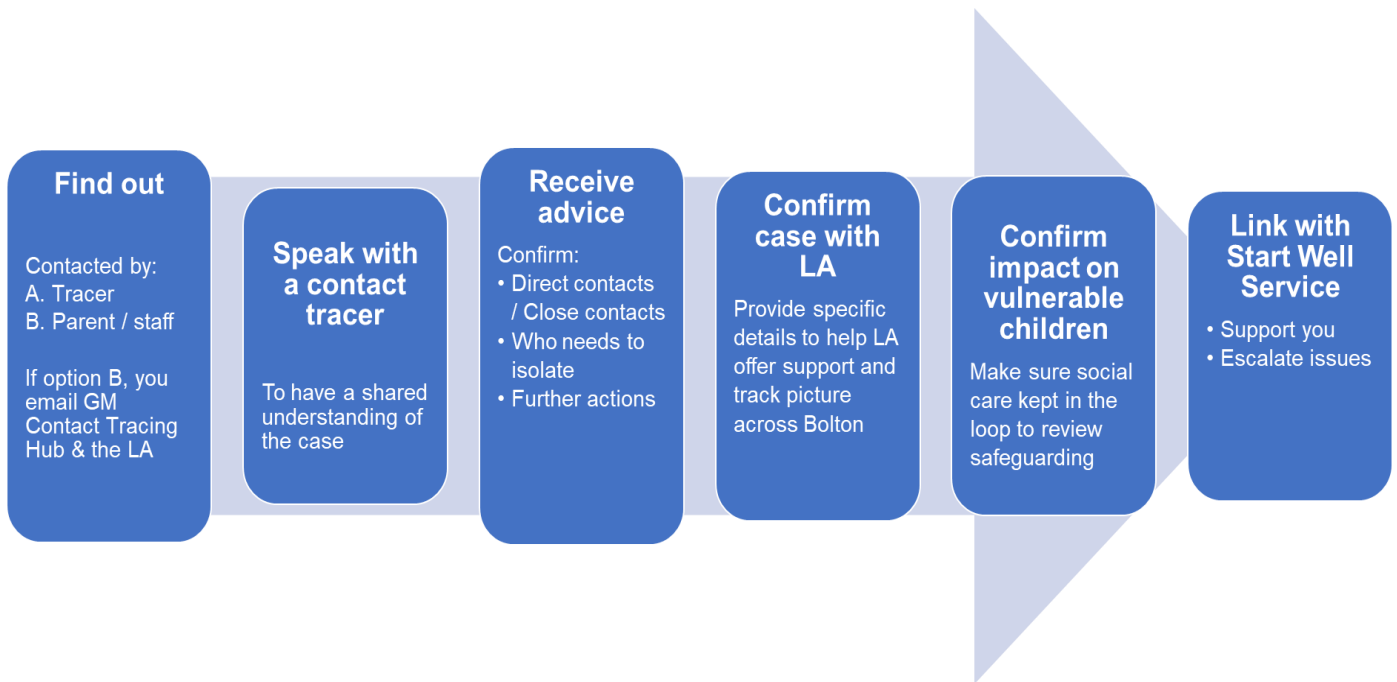 Find out
Contacted by:
A. Tracer
B. Parent / staff
If option B, you
email GM
Contact Tracing
Hub & the LA
Speak with
a contact
tracer
To have a shared
understanding of
the case
Receive
advice
Confirm:
• Direct contacts
/ Close contacts
• Who needs to
isolate
• Further actions
Confirm
case with
LA
Provide specific
details to help LA
offer support and
track picture
across Bolton
Confirm
impact on
vulnerable
children
Make sure social
care kept in the
loop to review
safeguarding
Link with
Start Well
Service
• Support you
• Escalate issues